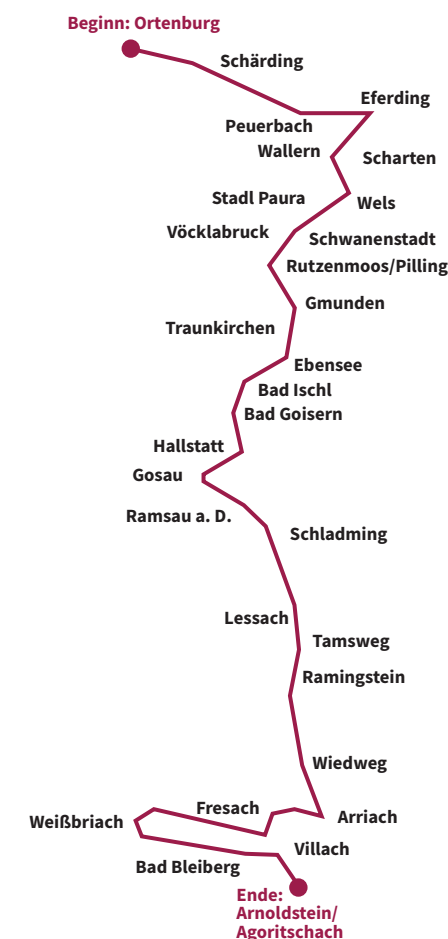 Beginn: Ortenburg
Schärding
Eferding
Peuerbach
Wallern
Scharten
Stadl Paura
Wels
Vöcklabruck
Schwanenstadt
Rutzenmoos/Pilling
Gmunden
Traunkirchen
Ebensee
Bad Ischl
Bad Goisern
Hallstatt
Gosau
Ramsau a. D.
Schladming
Lessach
Tamsweg
Ramingstein
Wiedweg
Fresach
Arriach
Weißbriach
Villach
Bad Bleiberg
Ende:
Arnoldstein/
Agoritschach